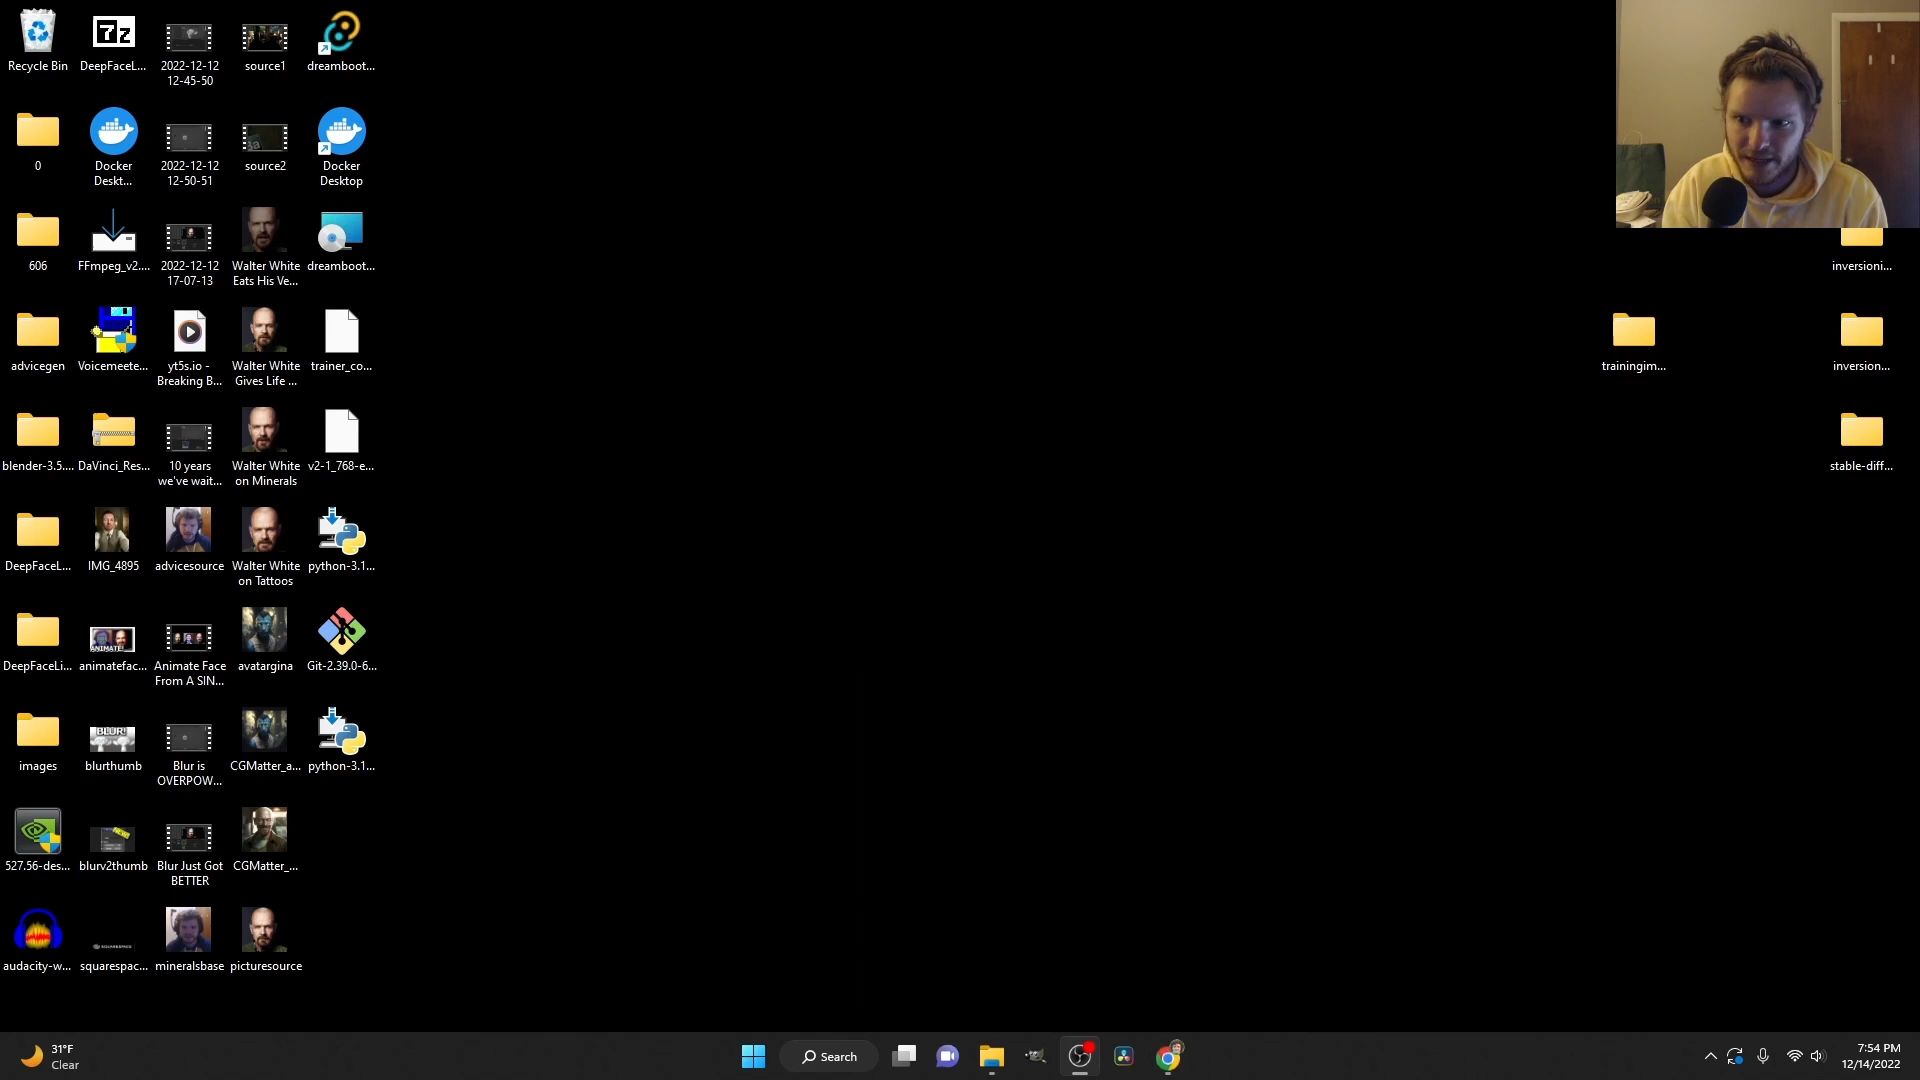 Recycle Bin
DeepFaceL...
2022-12-12
12-45-50
source1
dreamboot...
0
Docker
Deskt...
2022-12-12
12-50-51
source2
Docker
Desktop
606
FFmpeg_v2....
2022-12-12
17-07-13
Walter White
Eats His Ve...
dreamboot...
inversioni...
advicegen
Voicemeete...
yt5s.io -
Breaking B...
Walter White
Gives Life ...
trainer_co...
trainingim...
inversion...
blender-3.5....
DaVinci_Res...
10 years
we've wait...
Walter White
on Minerals
v2-1_768-e...
stable-diff...
DeepFaceL...
IMG_4895
advicesource
Walter White
on Tattoos
python-3.1...
DeepFaceLi...
ANIMATE!
animatefac...
Animate Face
From A SIN...
avatargina
Git-2.39.0-6...
images
BLUR!
blurthumb
Blur is
OVERPOW...
CGMatter_a...
python-3.1...
527.56-des...
blurv2thumb
Blur Just Got
BETTER
CGMatter_...
audacity-w...
SQUARESPACE
squarespac...
mineralsbase
picturesource
31°F
Clear
Search
7:54 PM
12/14/2022